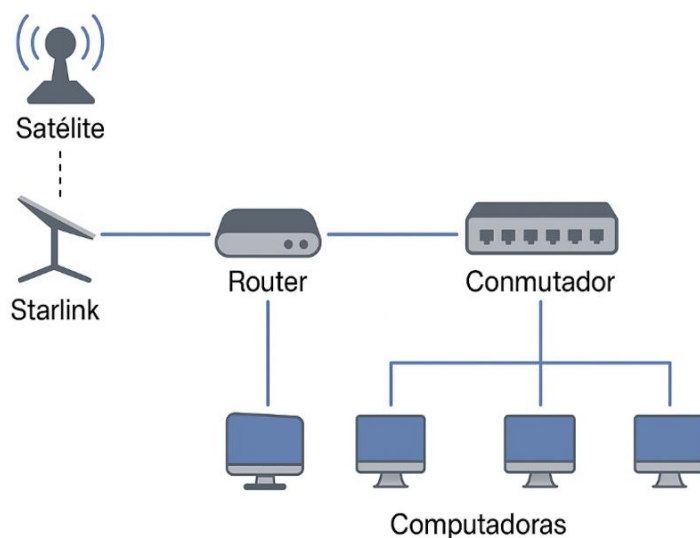 Satélite
Starlink
Router
Conmutador
Computadoras